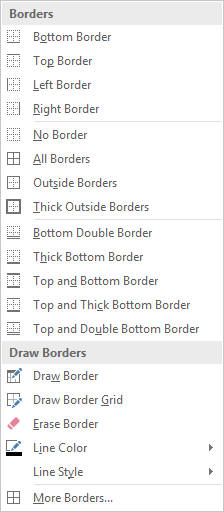 Borders
Bottom Border
Top Border
Left Border
Right Border
No Border
All Borders
Outside Borders
Thick Outside Borders
Bottom Double Border
Thick Bottom Border
Top and Bottom Border
Top and Thick Bottom Border
Top and Double Bottom Border
Draw Borders
Draw Border
Draw Border Grid
Erase Border
Line Color
Line Style
More Borders...